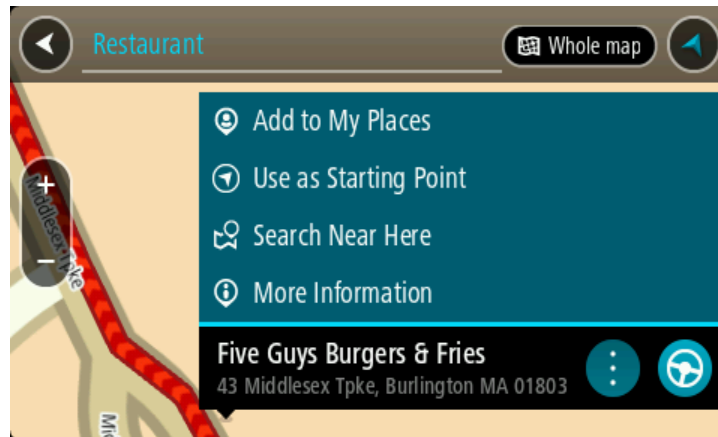 Restaurant
Whole map
Add to My Places
Use as Starting Point
Search Near Here
More Information
Five Guys Burgers & Fries
43 Middlesex Tpke, Burlington MA 01803
+
−
Middlesex Tpke